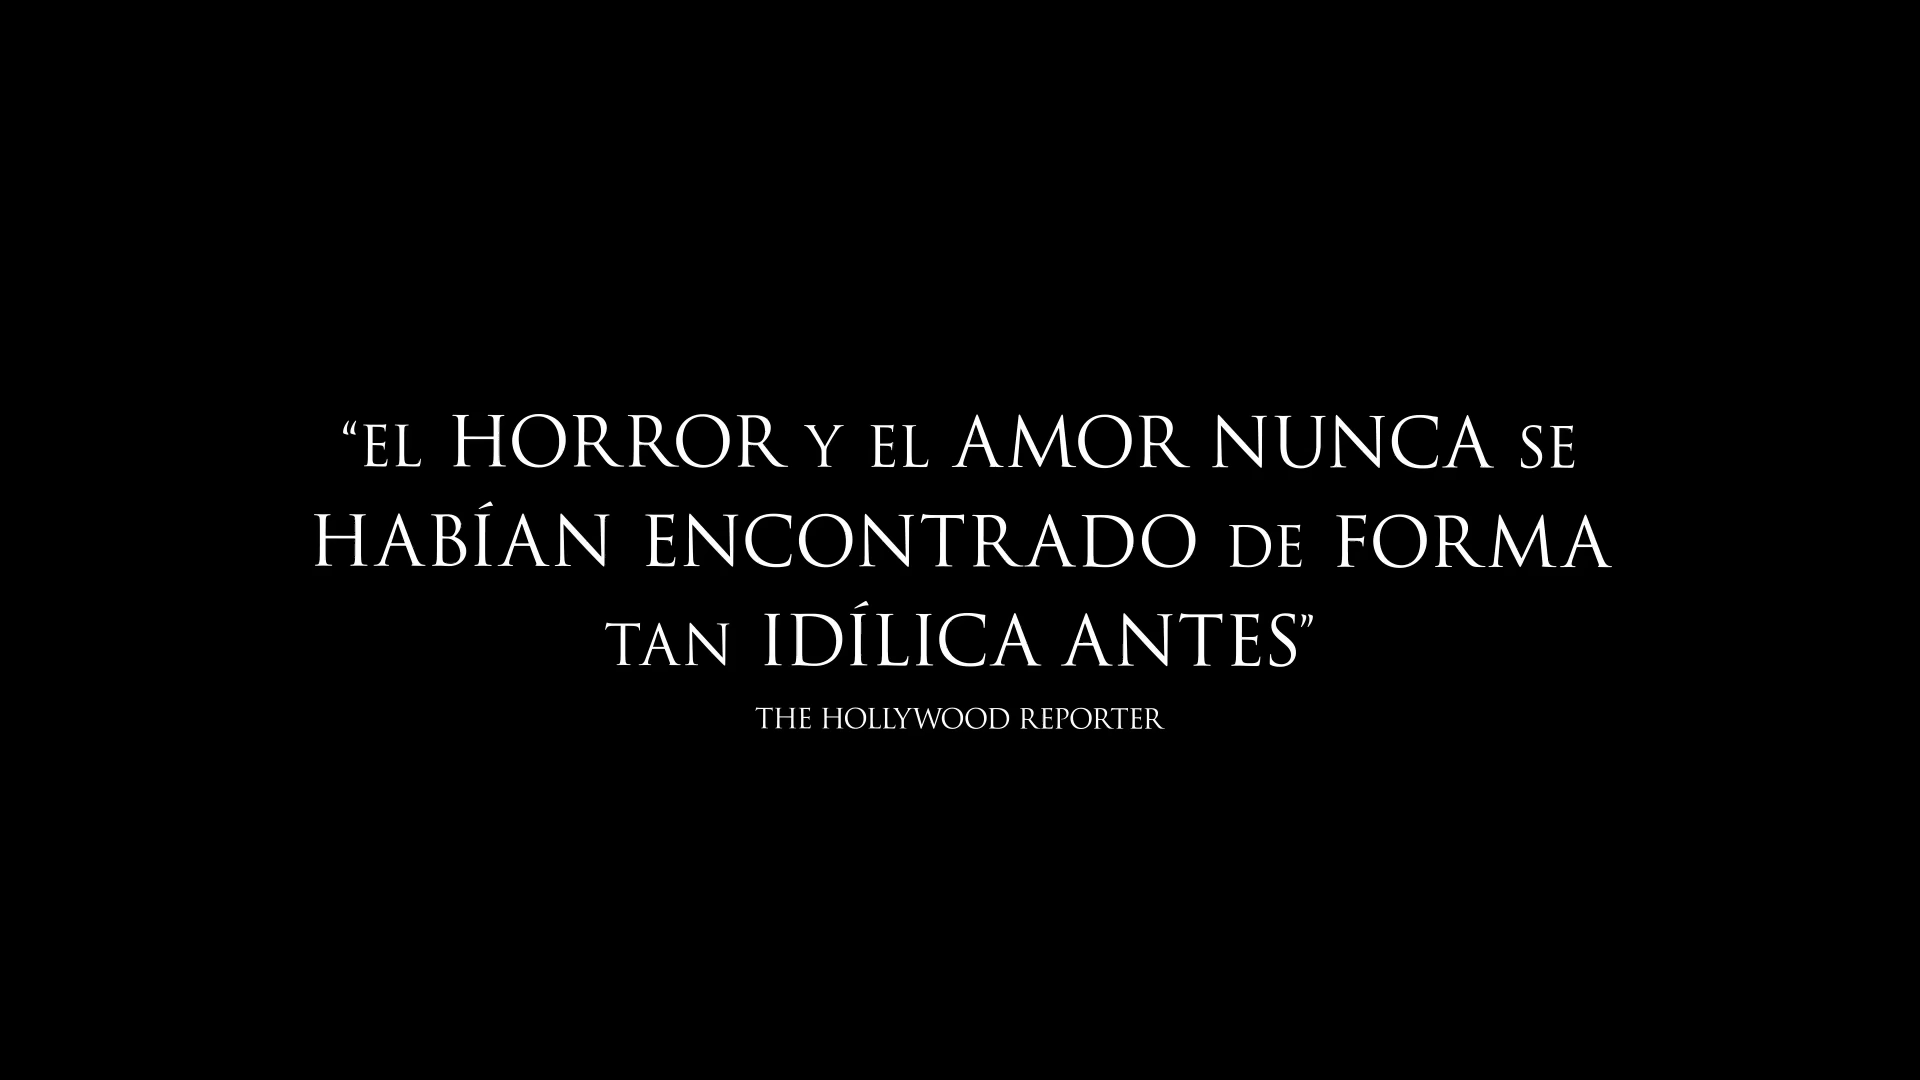 “EL HORROR Y EL AMOR NUNCA SE
HABÍAN ENCONTRADO DE FORMA
TAN IDÍLICA ANTES”
THE HOLLYWOOD REPORTER